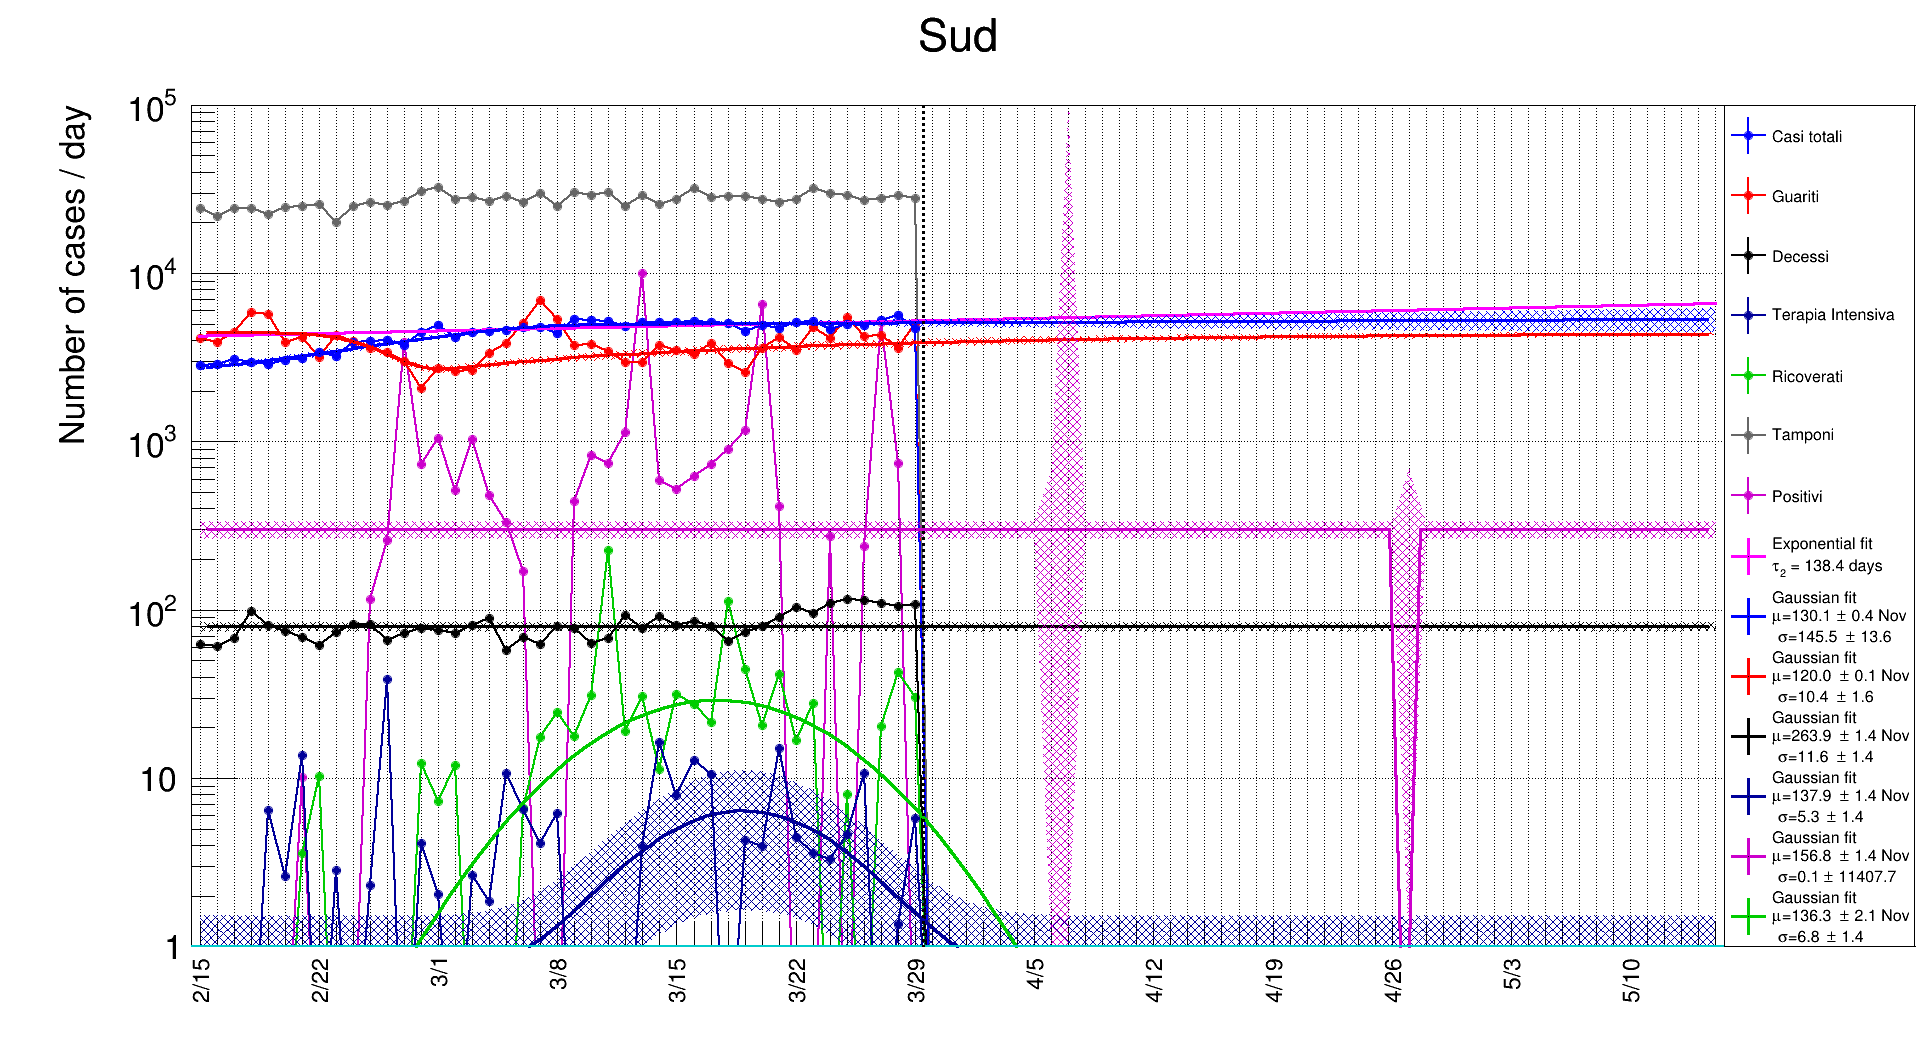 Sud
Number of cases / day
10^5
10^4
10^3
10^2
10
1
2/15
2/22
3/1
3/8
3/15
3/22
3/29
4/5
4/12
4/19
4/26
5/3
5/10
Casi totali
Guariti
Decessi
Terapia Intensiva
Ricoverati
Tamponi
Positivi
Exponential fit
τ_2 = 138.4 days
Gaussian fit
μ=130.1 ± 0.4 Nov
σ=145.5 ± 13.6
Gaussian fit
μ=120.0 ± 0.1 Nov
σ=10.4 ± 1.6
Gaussian fit
μ=263.9 ± 1.4 Nov
σ=11.6 ± 1.4
Gaussian fit
μ=137.9 ± 1.4 Nov
σ=5.3 ± 1.4
Gaussian fit
μ=156.8 ± 1.4 Nov
σ=0.1 ± 11407.7
Gaussian fit
μ=136.3 ± 2.1 Nov
σ=6.8 ± 1.4